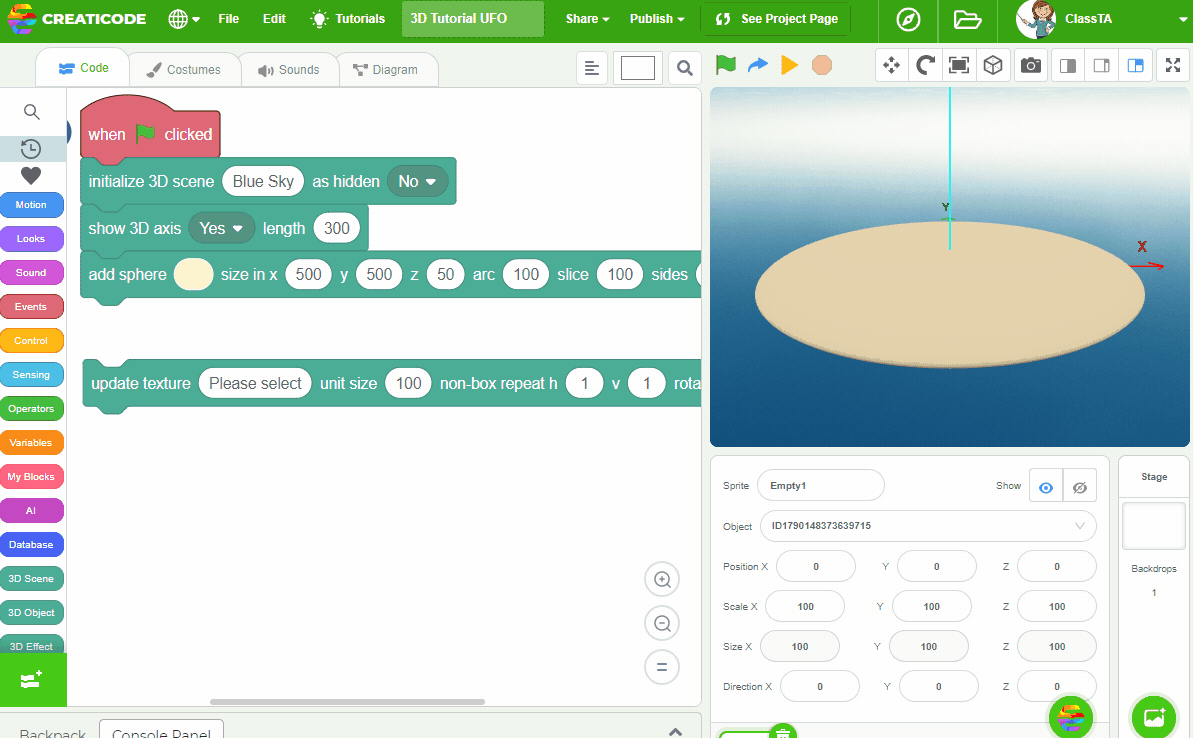 CREATICODE File Edit Tutorials 3D Tutorial UFO Share Publish See Project Page ClassTA
Code Costumes Sounds Diagram
when clicked
initialize 3D scene Blue Sky as hidden No
show 3D axis Yes length 300
add sphere size in x 500 y 500 z 50 arc 100 slice 100 sides
update texture Please select unit size 100 non-box repeat h 1 v 1 rota
Motion
Looks
Sound
Events
Control
Sensing
Operators
Variables
My Blocks
AI
Database
3D Scene
3D Object
3D Effect
Backpack Console Panel
Y
X
Sprite Empty1 Show
Object ID1790148373639715
Position X 0 Y 0 Z 0
Scale X 100 Y 100 Z 100
Size X 100 Y 100 Z 100
Direction X 0 Y 0 Z 0
Stage
Backdrops
1